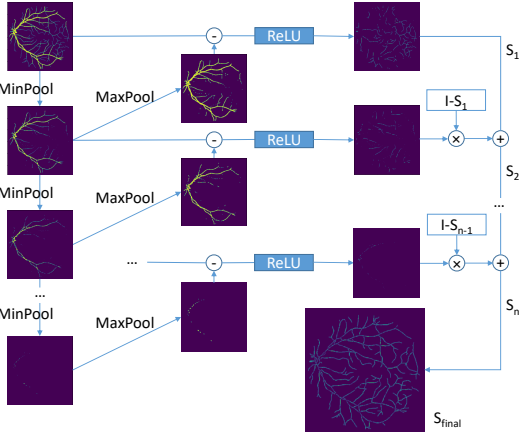 -
ReLU
S1
MinPool
MaxPool
I-S1
-
ReLU
×
+
S2
MinPool
MaxPool
...
I-Sn-1
...
-
ReLU
×
+
...
MinPool
MaxPool
Sn
Sfinal